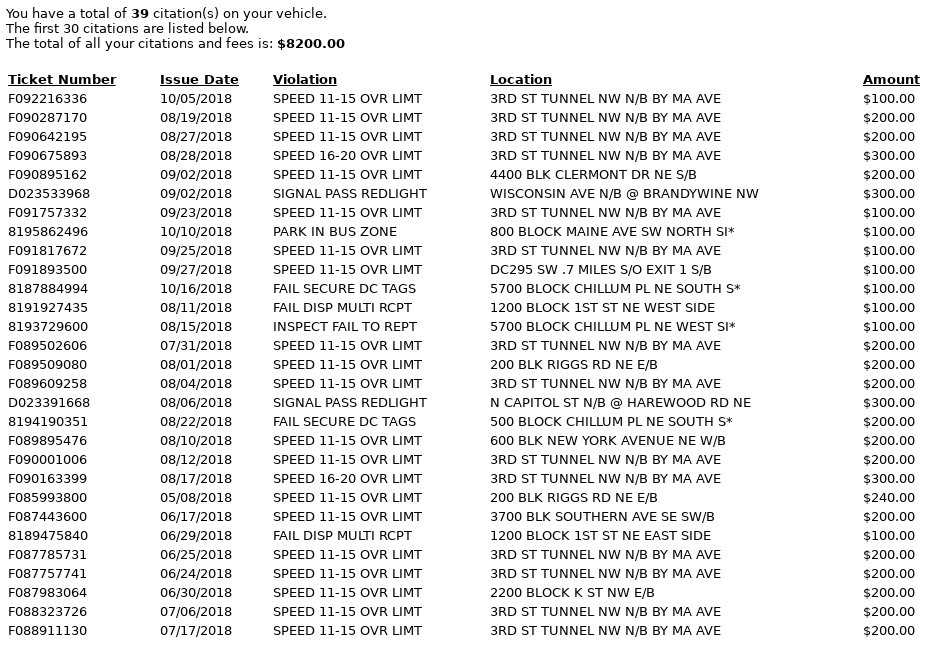 You have a total of 39 citation(s) on your vehicle.
The first 30 citations are listed below.
The total of all your citations and fees is: $8200.00
Ticket Number Issue Date Violation Location Amount
F092216336 10/05/2018 SPEED 11-15 OVR LIMT 3RD ST TUNNEL NW N/B BY MA AVE $100.00
F090287170 08/19/2018 SPEED 11-15 OVR LIMT 3RD ST TUNNEL NW N/B BY MA AVE $200.00
F090642195 08/27/2018 SPEED 11-15 OVR LIMT 3RD ST TUNNEL NW N/B BY MA AVE $200.00
F090675893 08/28/2018 SPEED 16-20 OVR LIMT 3RD ST TUNNEL NW N/B BY MA AVE $300.00
F090895162 09/02/2018 SPEED 11-15 OVR LIMT 4400 BLK CLERMONT DR NE S/B $200.00
D023533968 09/02/2018 SIGNAL PASS REDLIGHT WISCONSIN AVE N/B @ BRANDYWINE NW $300.00
F091757332 09/23/2018 SPEED 11-15 OVR LIMT 3RD ST TUNNEL NW N/B BY MA AVE $100.00
8195862496 10/10/2018 PARK IN BUS ZONE 800 BLOCK MAINE AVE SW NORTH SI* $100.00
F091817672 09/25/2018 SPEED 11-15 OVR LIMT 3RD ST TUNNEL NW N/B BY MA AVE $100.00
F091893500 09/27/2018 SPEED 11-15 OVR LIMT DC295 SW .7 MILES S/O EXIT 1 S/B $100.00
8187884994 10/16/2018 FAIL SECURE DC TAGS 5700 BLOCK CHILLUM PL NE SOUTH S* $100.00
8191927435 08/11/2018 FAIL DISP MULTI RCPT 1200 BLOCK 1ST ST NE WEST SIDE $100.00
8193729600 08/15/2018 INSPECT FAIL TO REPT 5700 BLOCK CHILLUM PL NE WEST SI* $100.00
F089502606 07/31/2018 SPEED 11-15 OVR LIMT 3RD ST TUNNEL NW N/B BY MA AVE $200.00
F089509080 08/01/2018 SPEED 11-15 OVR LIMT 200 BLK RIGGS RD NE E/B $200.00
F089609258 08/04/2018 SPEED 11-15 OVR LIMT 3RD ST TUNNEL NW N/B BY MA AVE $200.00
D023391668 08/06/2018 SIGNAL PASS REDLIGHT N CAPITOL ST N/B @ HAREWOOD RD NE $300.00
8194190351 08/22/2018 FAIL SECURE DC TAGS 500 BLOCK CHILLUM PL NE SOUTH S* $200.00
F089895476 08/10/2018 SPEED 11-15 OVR LIMT 600 BLK NEW YORK AVENUE NE W/B $200.00
F090001006 08/12/2018 SPEED 11-15 OVR LIMT 3RD ST TUNNEL NW N/B BY MA AVE $200.00
F090163399 08/17/2018 SPEED 16-20 OVR LIMT 3RD ST TUNNEL NW N/B BY MA AVE $300.00
F085993800 05/08/2018 SPEED 11-15 OVR LIMT 200 BLK RIGGS RD NE E/B $240.00
F087443600 06/17/2018 SPEED 11-15 OVR LIMT 3700 BLK SOUTHERN AVE SE SW/B $200.00
8189475840 06/29/2018 FAIL DISP MULTI RCPT 1200 BLOCK 1ST ST NE EAST SIDE $100.00
F087785731 06/25/2018 SPEED 11-15 OVR LIMT 3RD ST TUNNEL NW N/B BY MA AVE $200.00
F087757741 06/24/2018 SPEED 11-15 OVR LIMT 3RD ST TUNNEL NW N/B BY MA AVE $200.00
F087983064 06/30/2018 SPEED 11-15 OVR LIMT 2200 BLOCK K ST NW E/B $200.00
F088323726 07/06/2018 SPEED 11-15 OVR LIMT 3RD ST TUNNEL NW N/B BY MA AVE $200.00
F088911130 07/17/2018 SPEED 11-15 OVR LIMT 3RD ST TUNNEL NW N/B BY MA AVE $200.00